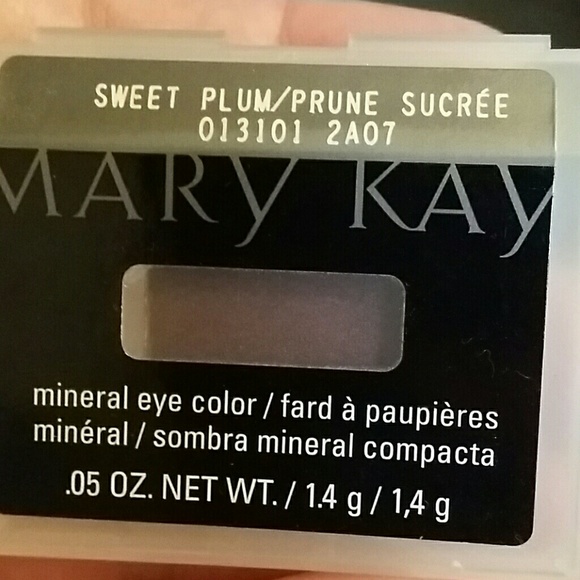 SWEET PLUM/PRUNE SUCRÉE
013101 2A07
MARY KAY
mineral eye color / fard à paupières
minéral / sombra mineral compacta
.05 OZ. NET WT. / 1.4 g / 1,4 g